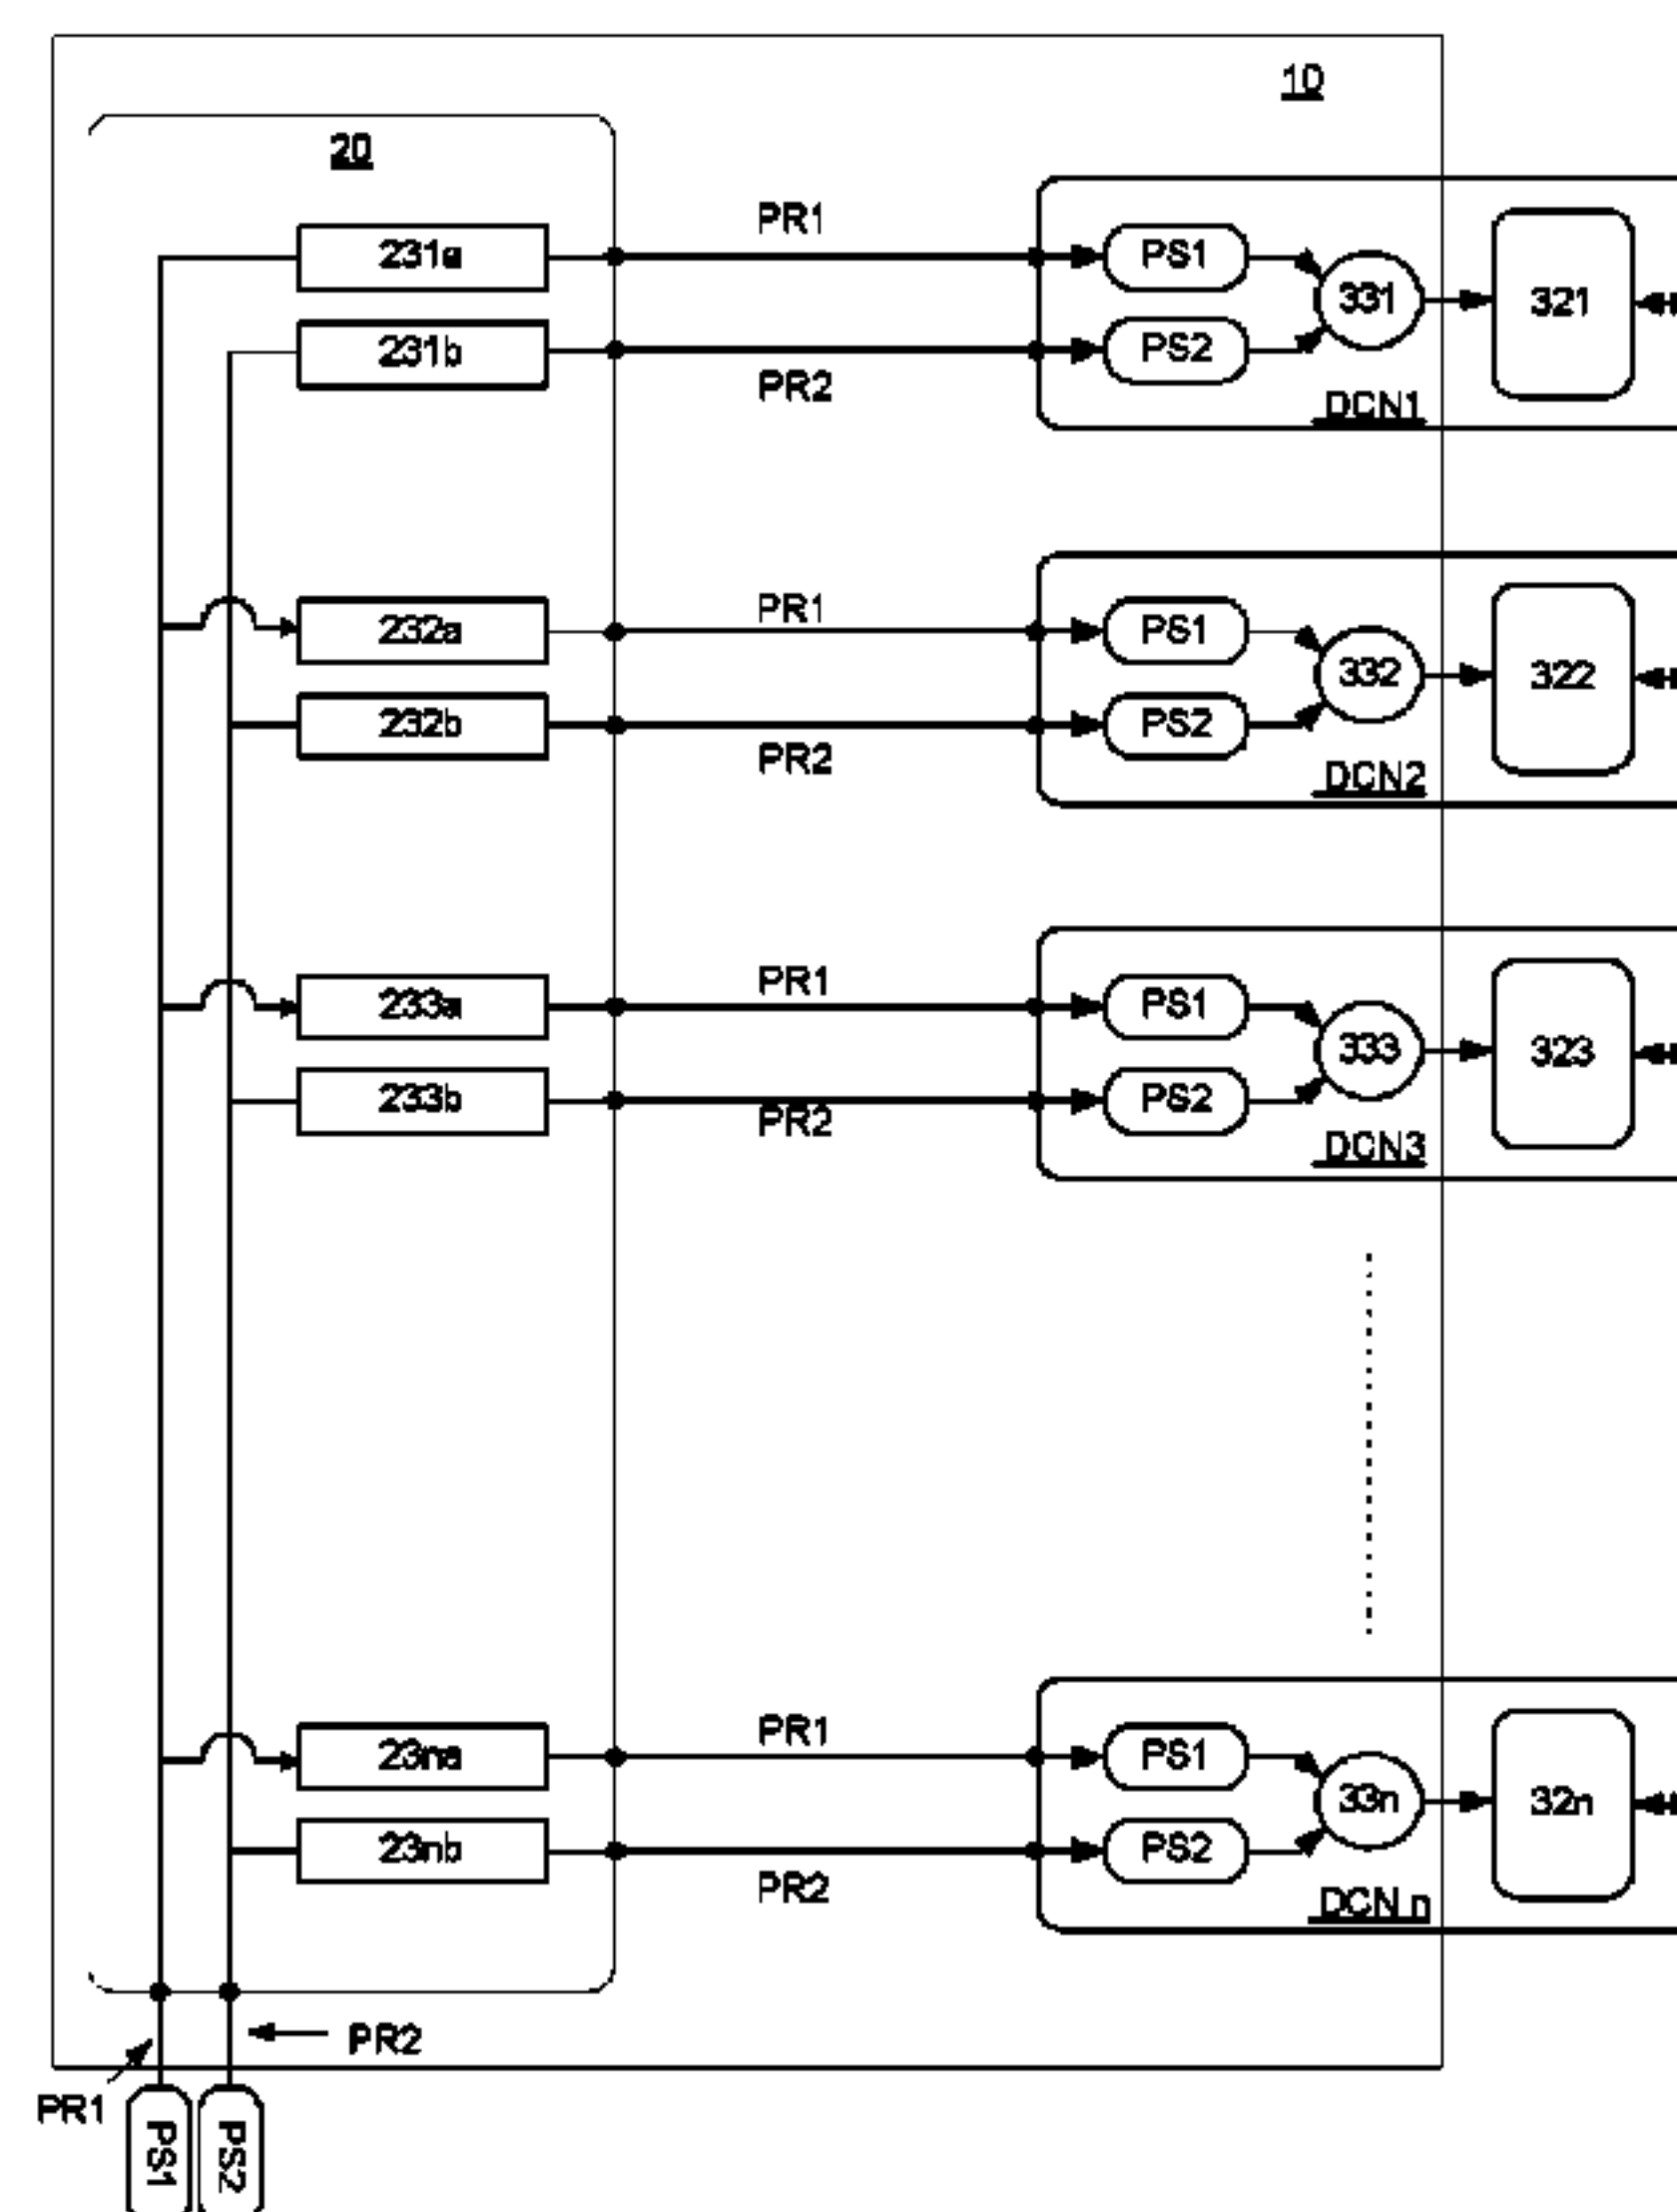 10
20
PR1
231a
PS1
331
321
231b
PS2
PR2
DCN1
PR1
232a
PS1
332
322
232b
PS2
PR2
DCN2
PR1
233a
PS1
333
323
233b
PS2
PR2
DCN3
PR1
23na
PS1
33n
32n
23nb
PS2
PR2
DCN n
PR2
PR1
PS1
PS2